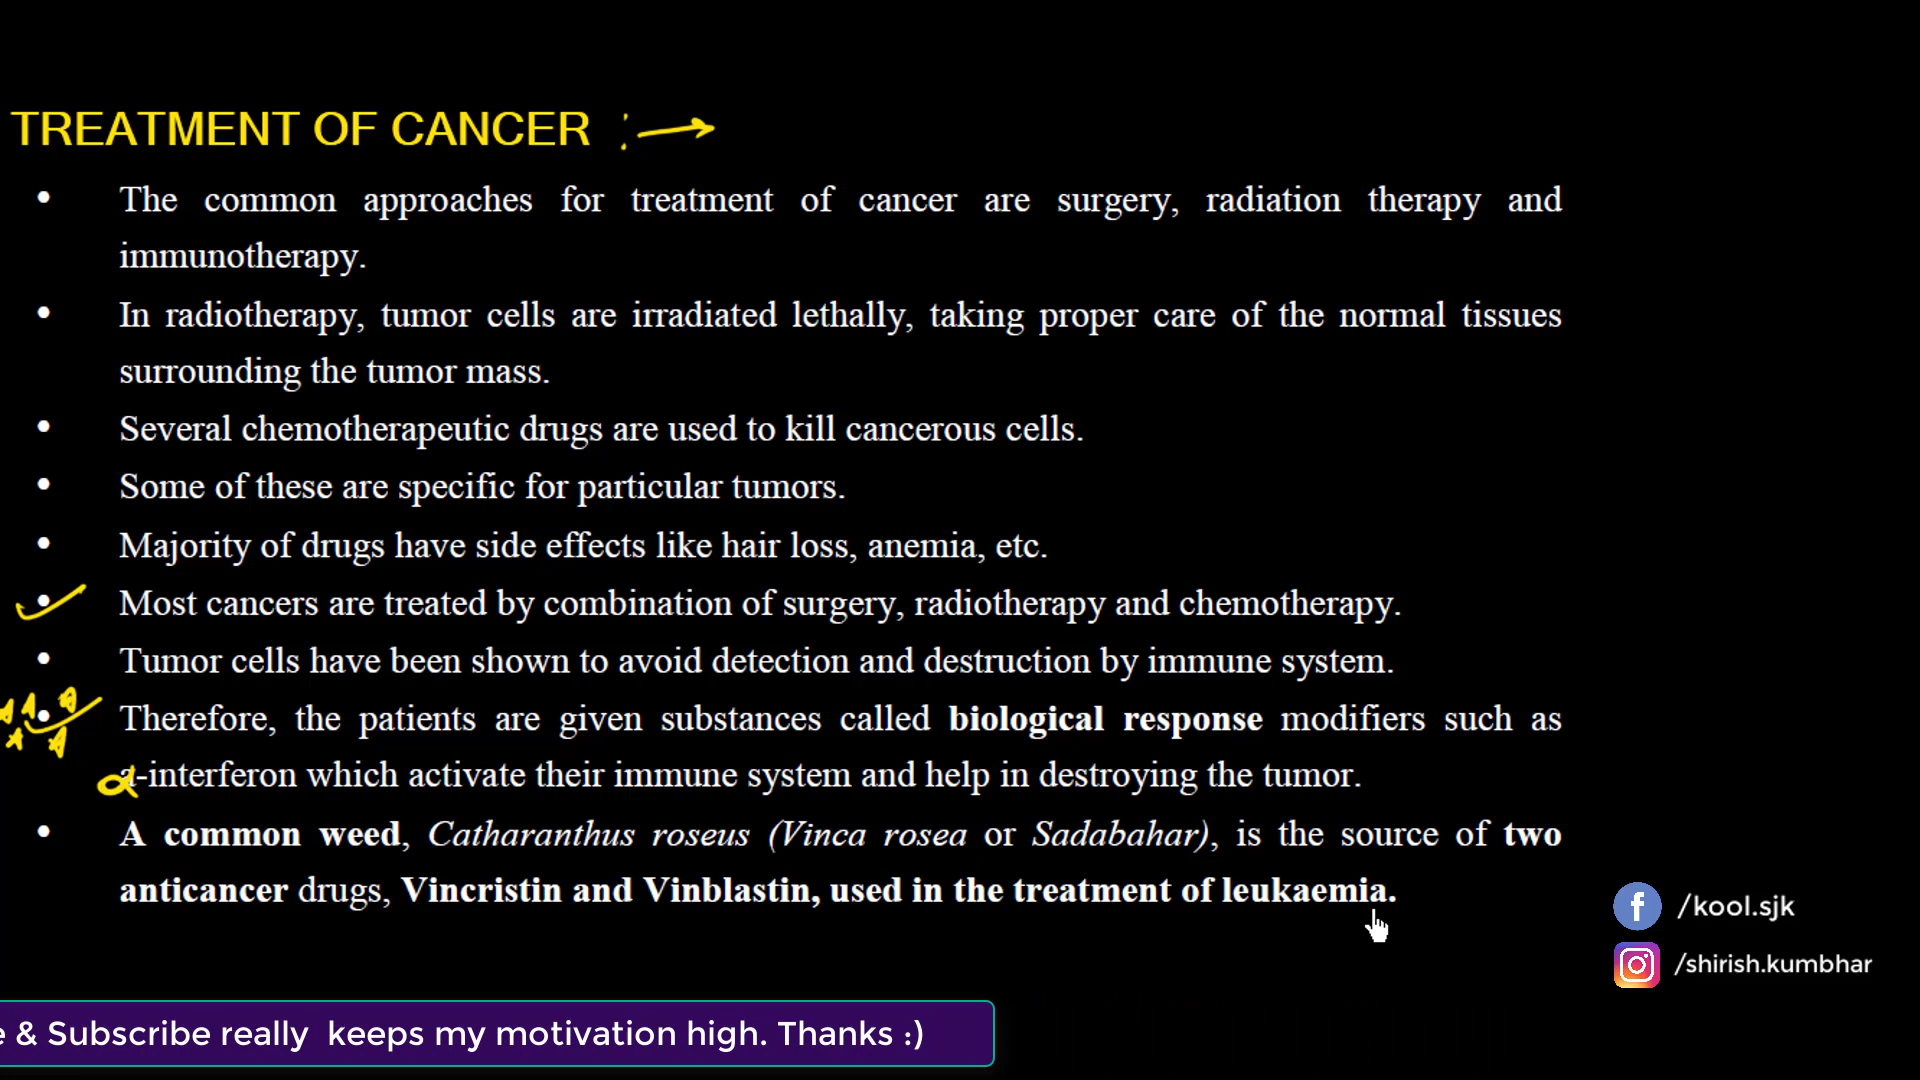 TREATMENT OF CANCER :→
• The common approaches for treatment of cancer are surgery, radiation therapy and
immunotherapy.
• In radiotherapy, tumor cells are irradiated lethally, taking proper care of the normal tissues
surrounding the tumor mass.
• Several chemotherapeutic drugs are used to kill cancerous cells.
• Some of these are specific for particular tumors.
• Majority of drugs have side effects like hair loss, anemia, etc.
• Most cancers are treated by combination of surgery, radiotherapy and chemotherapy.
• Tumor cells have been shown to avoid detection and destruction by immune system.
• Therefore, the patients are given substances called biological response modifiers such as
α-interferon which activate their immune system and help in destroying the tumor.
• A common weed, Catharanthus roseus (Vinca rosea or Sadabahar), is the source of two
anticancer drugs, Vincristin and Vinblastin, used in the treatment of leukaemia.
/kool.sjk
/shirish.kumbhar
& Subscribe really keeps my motivation high. Thanks :)